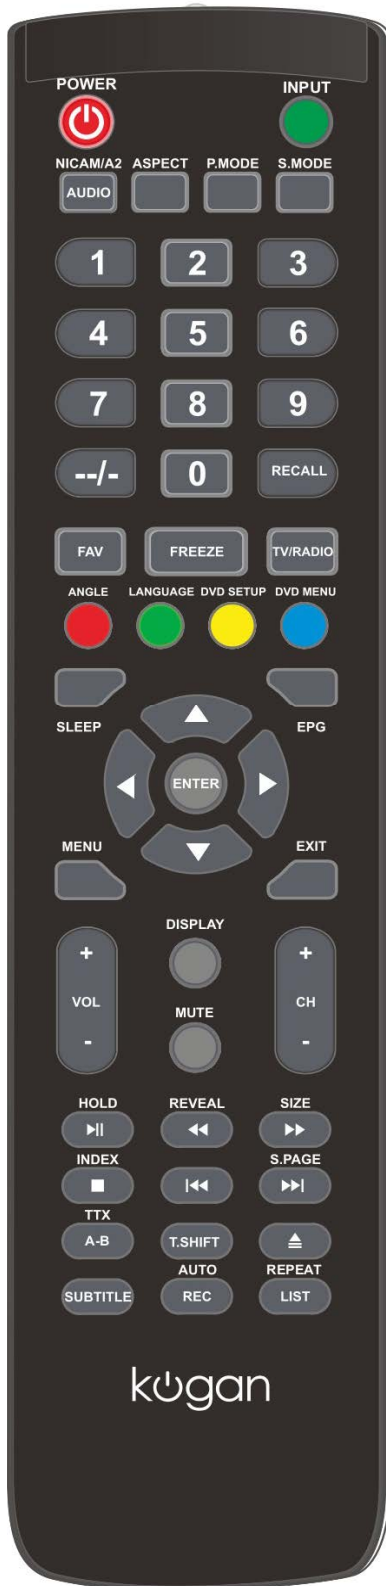 POWER INPUT
NICAM/A2 ASPECT P.MODE S.MODE
AUDIO
1 2 3
4 5 6
7 8 9
--/- 0 RECALL
FAV FREEZE TV/RADIO
ANGLE LANGUAGE DVD SETUP DVD MENU
SLEEP EPG
ENTER
MENU EXIT
DISPLAY
+ +
VOL CH
MUTE
- -
HOLD REVEAL SIZE
INDEX S.PAGE
TTX
A-B T.SHIFT
AUTO REPEAT
SUBTITLE REC LIST
kogan